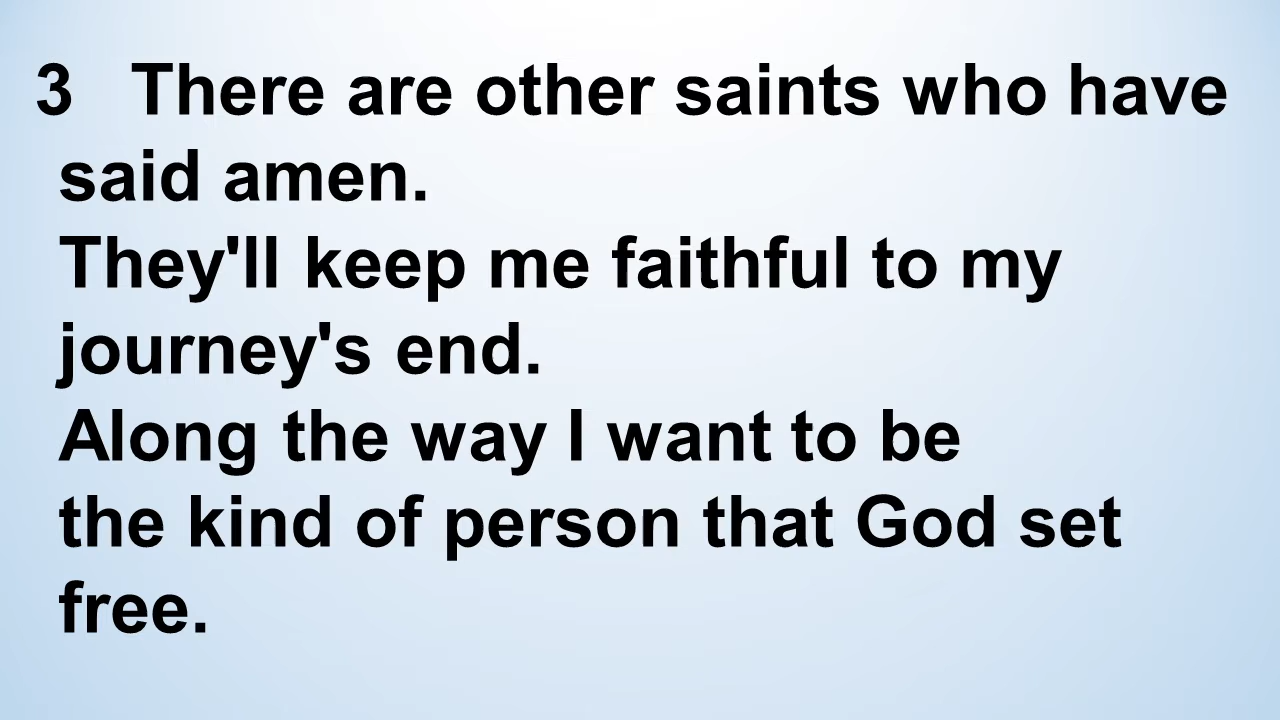 3 There are other saints who have
said amen.
They'll keep me faithful to my
journey's end.
Along the way I want to be
the kind of person that God set
free.